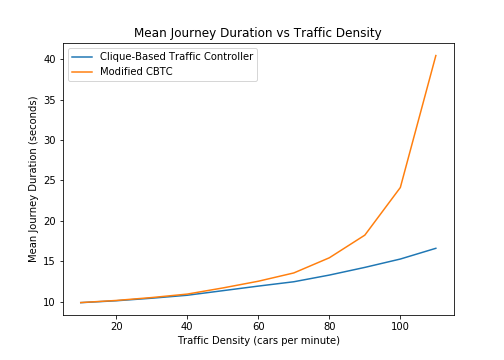 Mean Journey Duration vs Traffic Density
Clique-Based Traffic Controller
Modified CBTC
Mean Journey Duration (seconds)
40
35
30
25
20
15
10
20
40
60
80
100
Traffic Density (cars per minute)